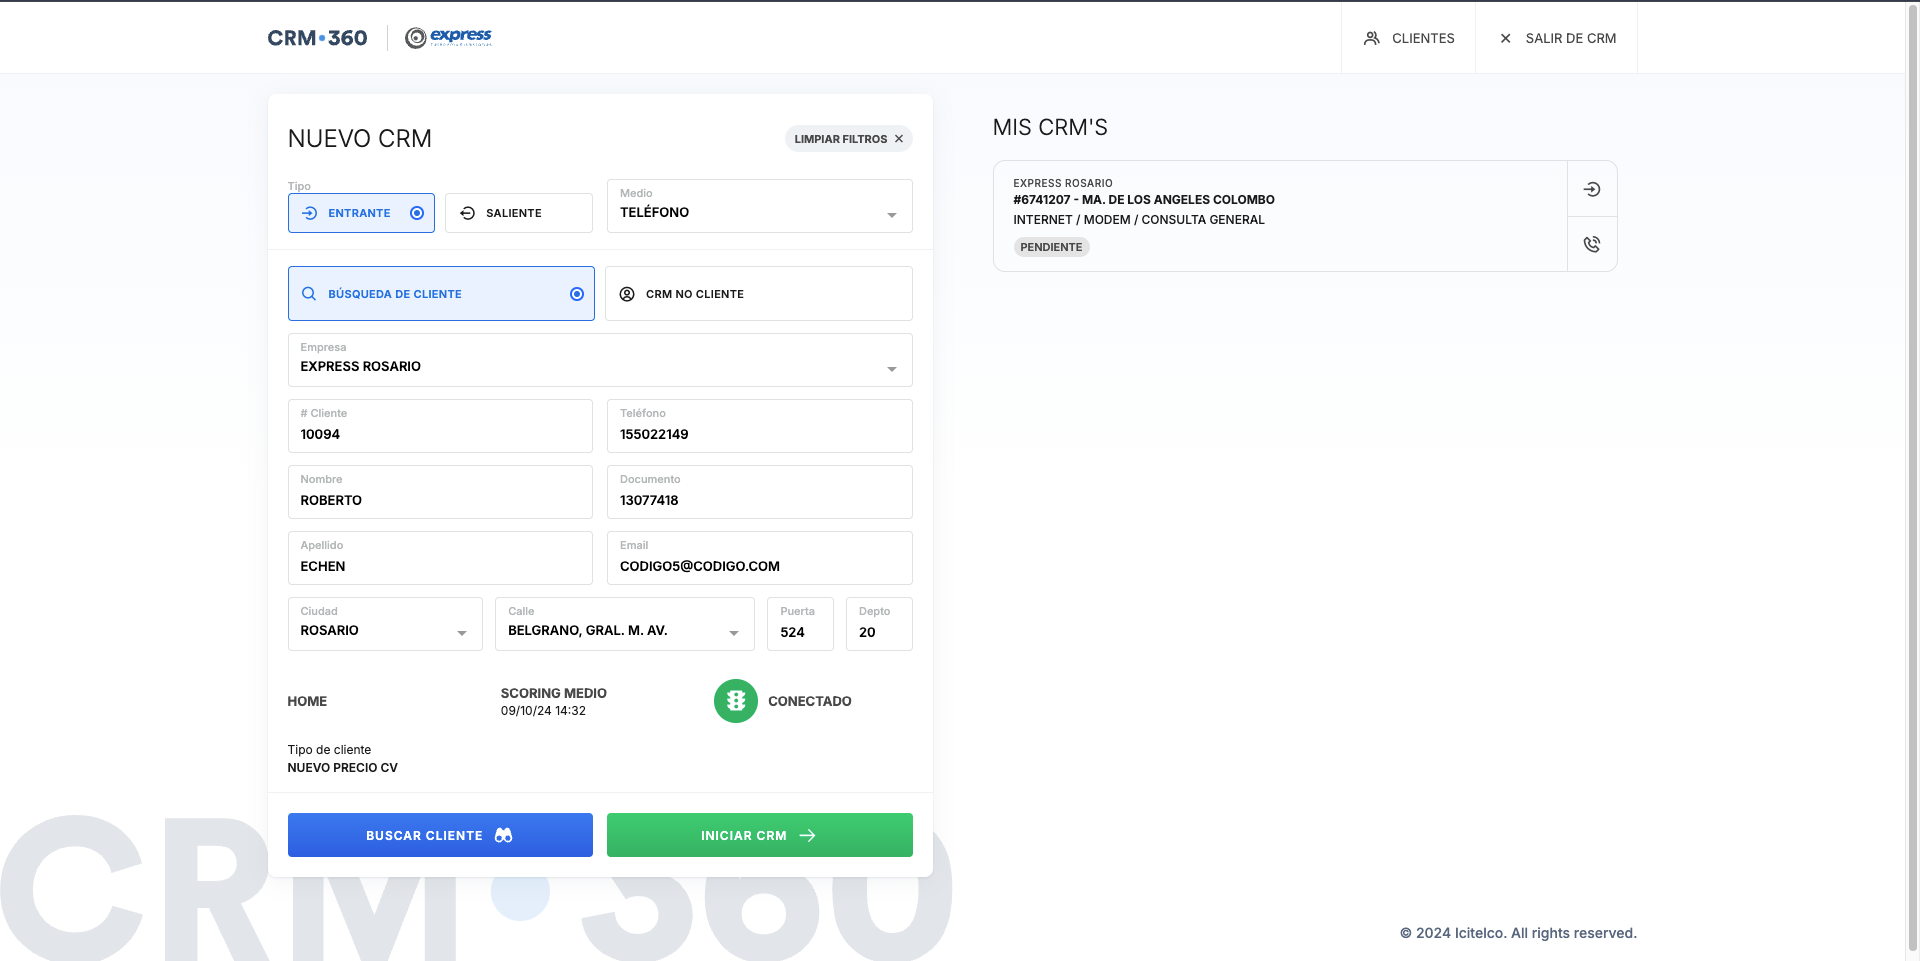 CRM•360
express
CLIENTES
SALIR DE CRM
NUEVO CRM
LIMPIAR FILTROS
Tipo
ENTRANTE
SALIENTE
Medio
TELÉFONO
BÚSQUEDA DE CLIENTE
CRM NO CLIENTE
Empresa
EXPRESS ROSARIO
# Cliente
10094
Teléfono
155022149
Nombre
ROBERTO
Documento
13077418
Apellido
ECHEN
Email
CODIGO5@CODIGO.COM
Ciudad
ROSARIO
Calle
BELGRANO, GRAL. M. AV.
Puerta
524
Depto
20
HOME
SCORING MEDIO
09/10/24 14:32
CONECTADO
Tipo de cliente
NUEVO PRECIO CV
BUSCAR CLIENTE
INICIAR CRM
MIS CRM'S
EXPRESS ROSARIO
#6741207 - MA. DE LOS ANGELES COLOMBO
INTERNET / MODEM / CONSULTA GENERAL
PENDIENTE
CRM•360
© 2024 Icitelco. All rights reserved.